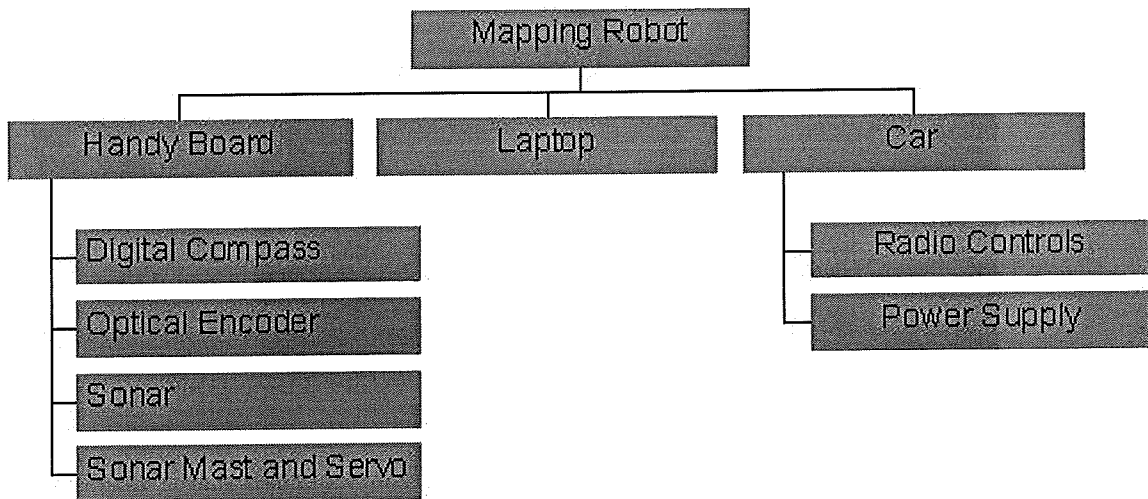 Mapping Robot
Handy Board
Laptop
Car
Digital Compass
Optical Encoder
Sonar
Sonar Mast and Servo
Radio Controls
Power Supply